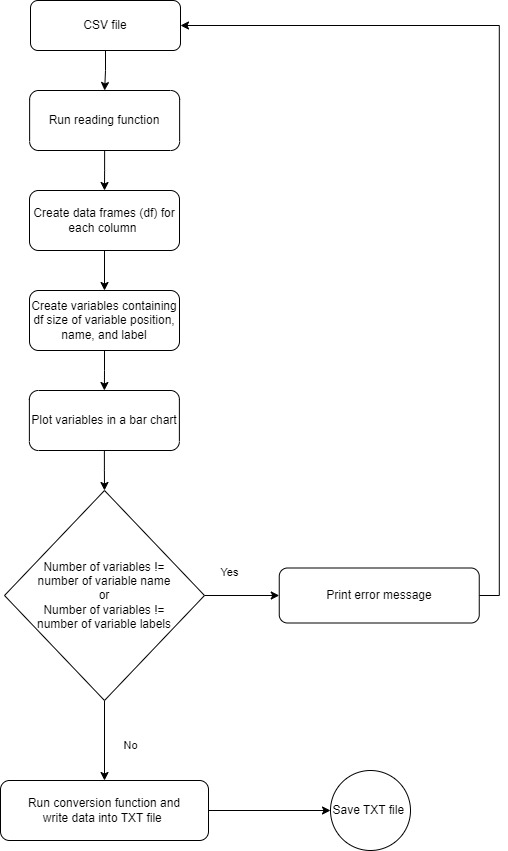 CSV file
Run reading function
Create data frames (df) for
each column
Create variables containing
df size of variable position,
name, and label
Plot variables in a bar chart
Number of variables !=
number of variable name
or
Number of variables !=
number of variable labels
Yes
Print error message
No
Run conversion function and
write data into TXT file
Save TXT file